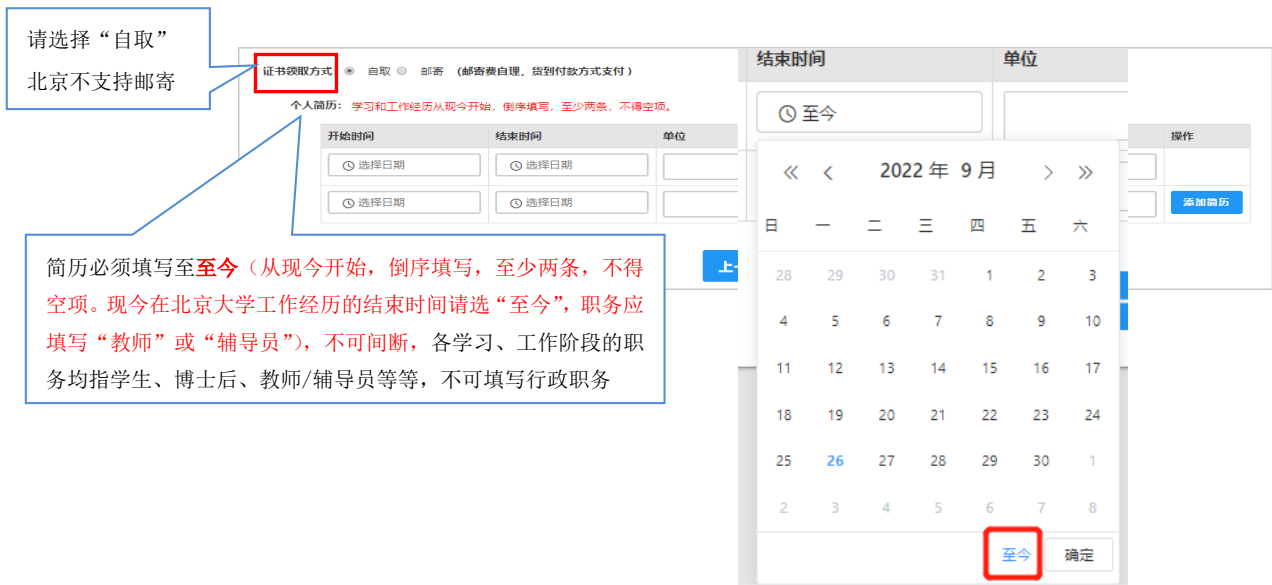 请选择“自取”
北京不支持邮寄
证书领取方式 自取 邮寄 (邮寄费自理，货到付款方式支付)
个人简历： 学习和工作经历从现今开始，倒序填写，至少两条，不得空项。
开始时间 结束时间 单位 操作
选择日期 选择日期
选择日期 选择日期 添加简历
简历必须填写至至今（从现今开始，倒序填写，至少两条，不得
空项。现今在北京大学工作经历的结束时间请选“至今”，职务应
填写“教师”或“辅导员”），不可间断，各学习、工作阶段的职
务均指学生、博士后、教师/辅导员等等，不可填写行政职务
上
结束时间 单位
至今
« < 2022 年 9 月 > »
日 一 二 三 四 五 六
28 29 30 31 1 2 3
4 5 6 7 8 9 10
11 12 13 14 15 16 17
18 19 20 21 22 23 24
25 26 27 28 29 30 1
2 3 4 5 6 7 8
至今 确定